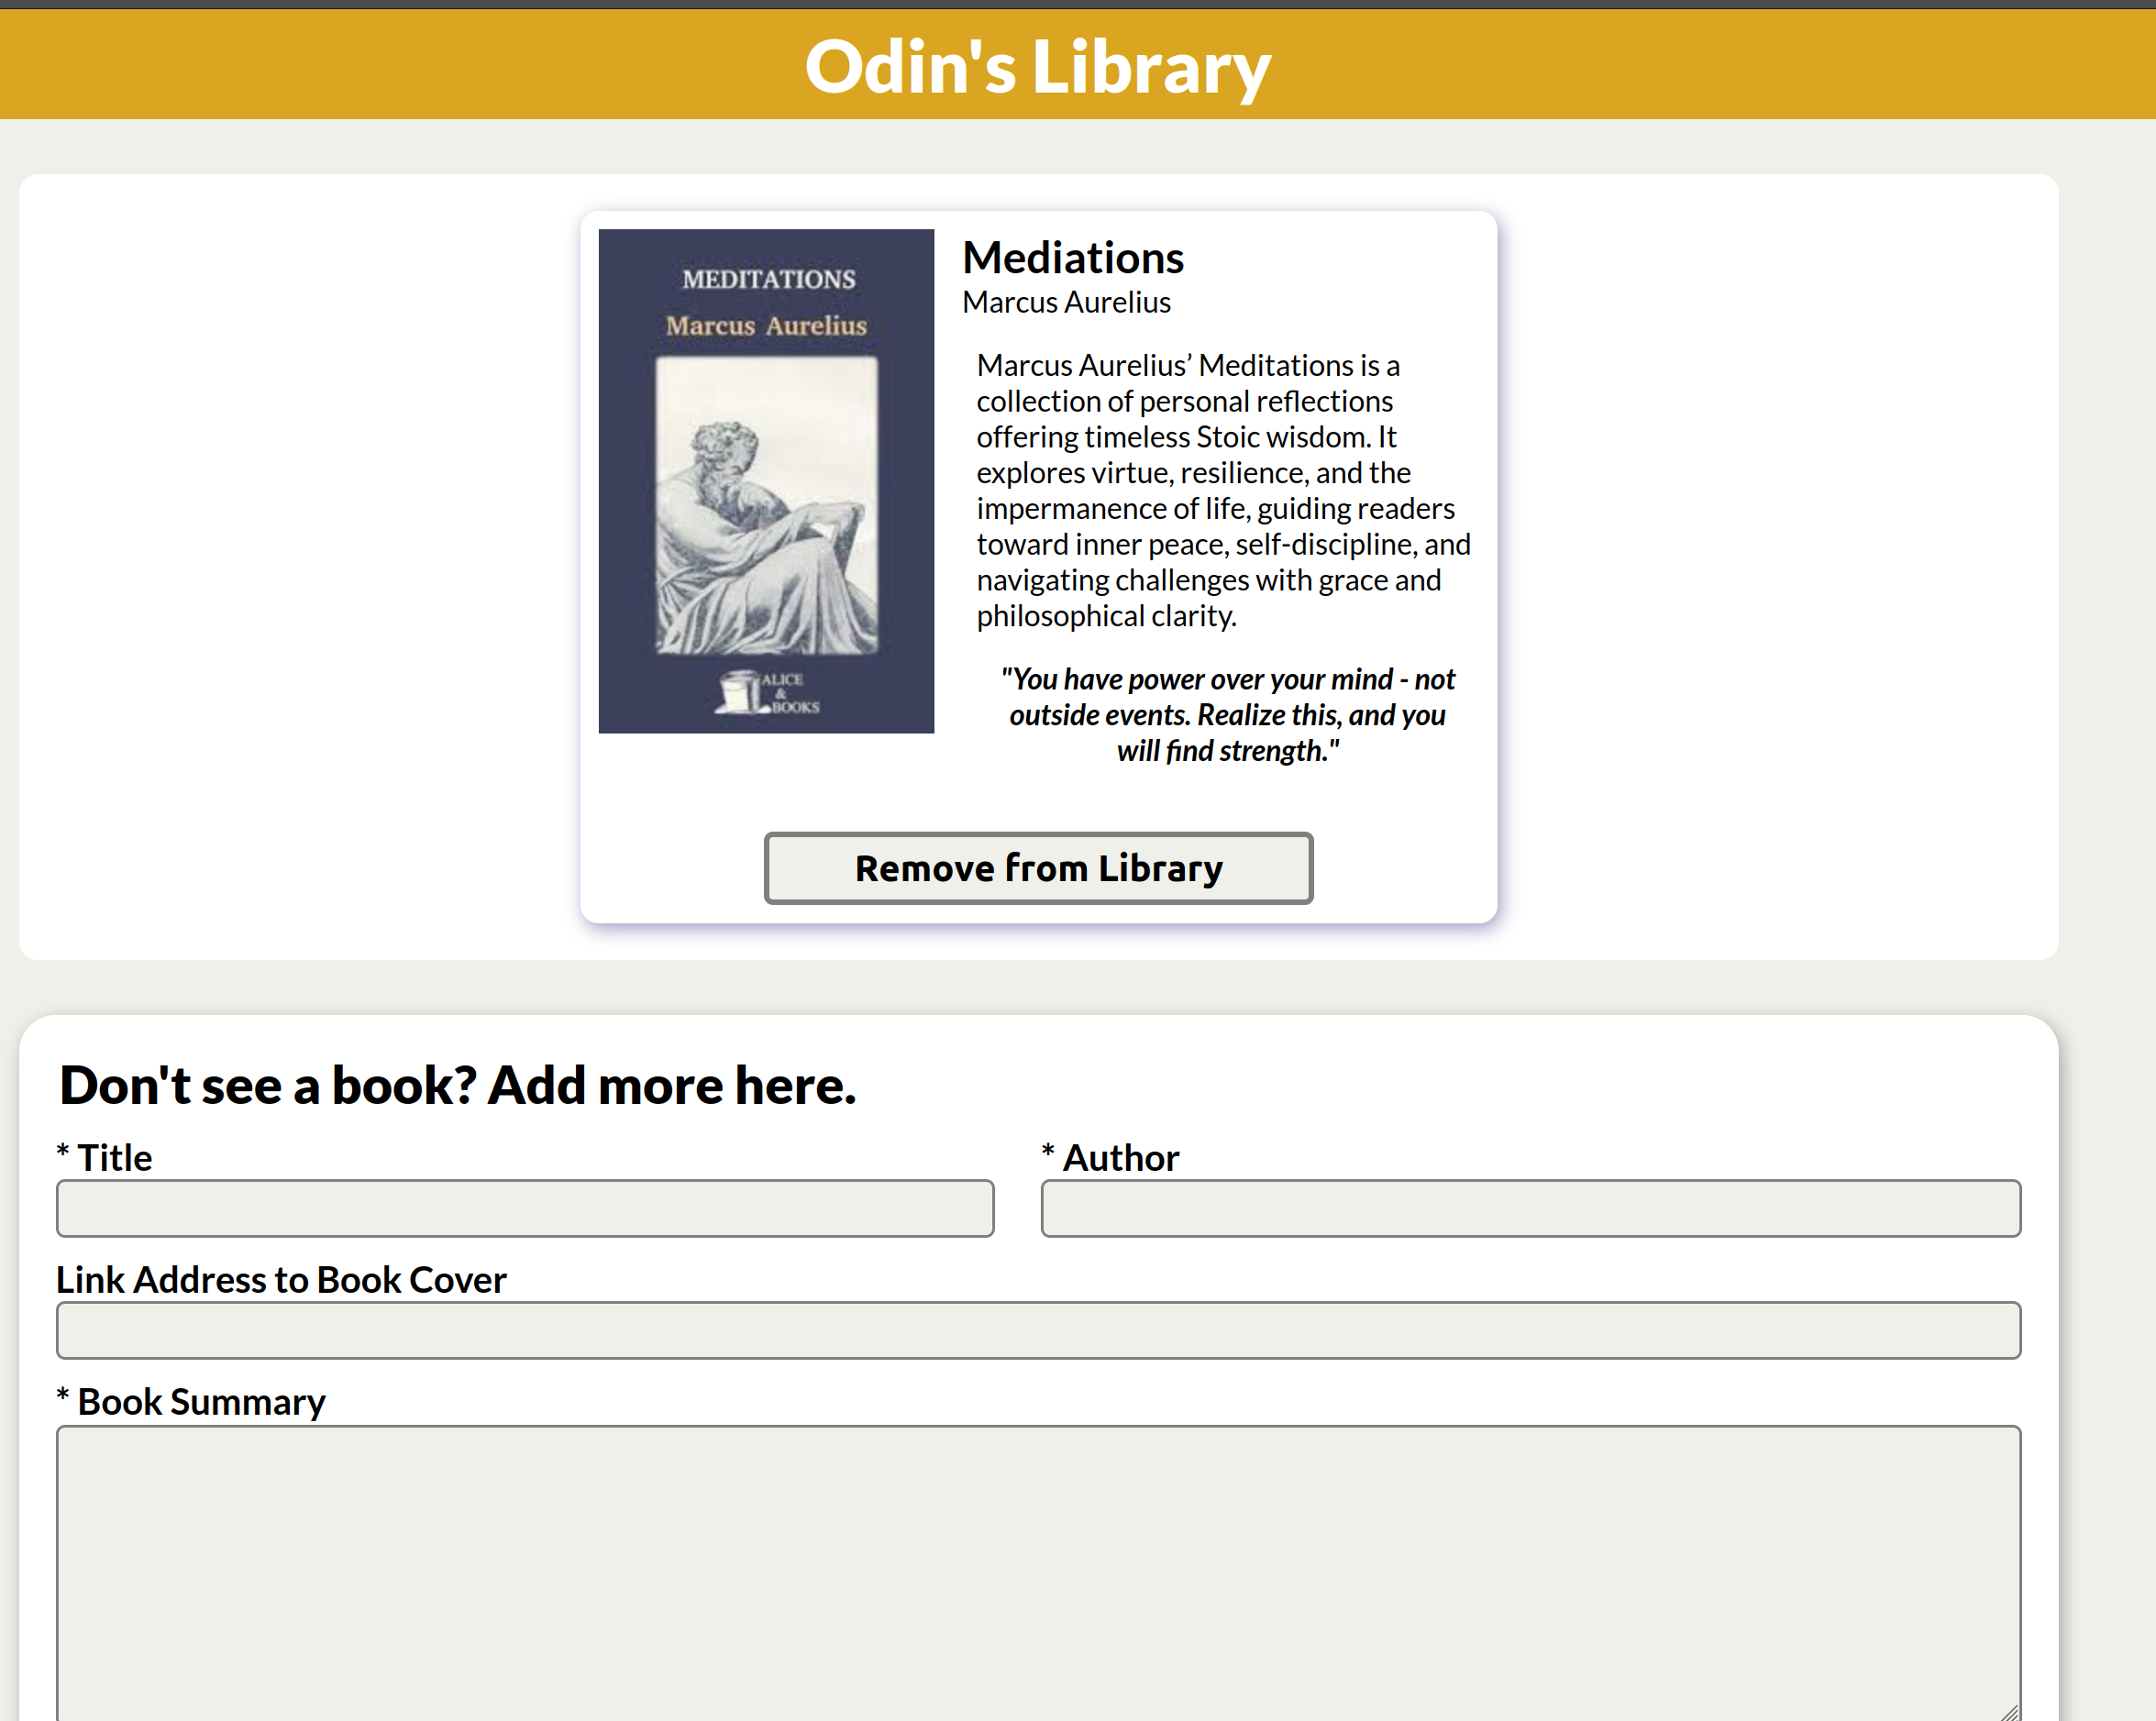 Odin's Library
MEDITATIONS
Marcus Aurelius
ALICE
&
BOOKS
Mediations
Marcus Aurelius
Marcus Aurelius’ Meditations is a
collection of personal reflections
offering timeless Stoic wisdom. It
explores virtue, resilience, and the
impermanence of life, guiding readers
toward inner peace, self-discipline, and
navigating challenges with grace and
philosophical clarity.
"You have power over your mind - not
outside events. Realize this, and you
will find strength."
Remove from Library
Don't see a book? Add more here.
* Title
* Author
Link Address to Book Cover
* Book Summary